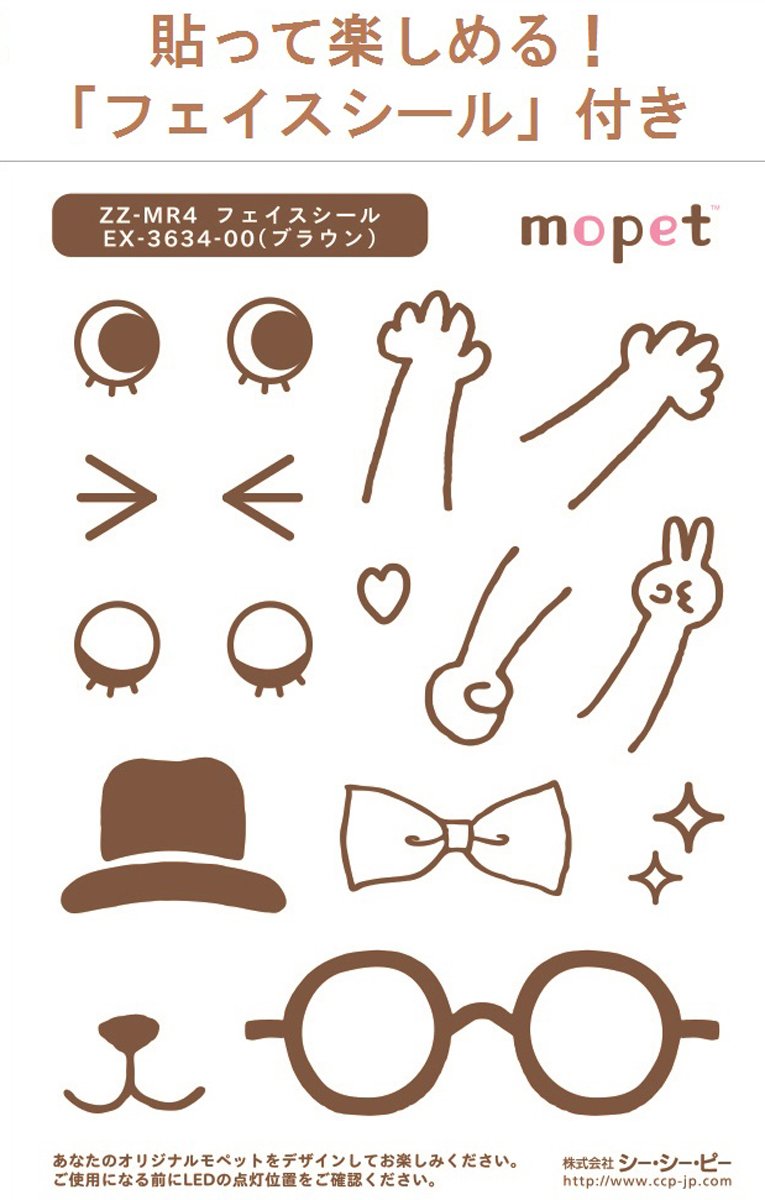 貼って楽しめる！
「フェイスシール」付き
ZZ-MR4 フェイスシール
EX-3634-00(ブラウン)
mopet™
あなたのオリジナルモペットをデザインしてお楽しみください。
ご使用になる前にLEDの点灯位置をご確認ください。
株式会社 シー・シー・ピー
http://www.ccp-jp.com